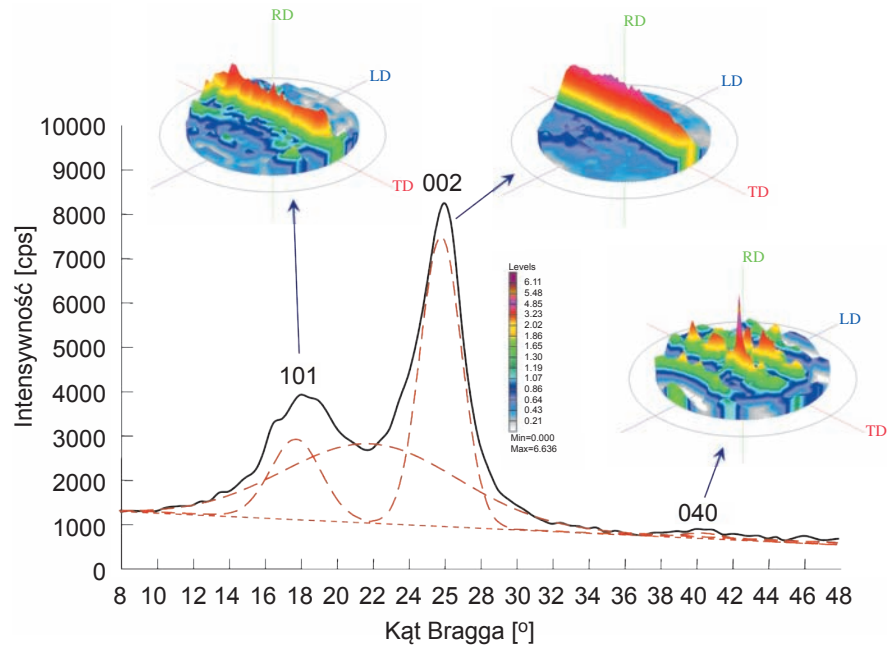 RD
LD
TD
RD
LD
TD
RD
LD
TD
101
002
040
Levels
6.11
5.48
4.85
3.23
2.02
1.86
1.65
1.30
1.19
1.07
0.86
0.64
0.43
0.21
Min=0.000
Max=6.636
Intensywność [cps]
10000
9000
8000
7000
6000
5000
4000
3000
2000
1000
0
8 10 12 14 16 18 20 22 24 26 28 30 32 34 36 38 40 42 44 46 48
Kąt Bragga [º]